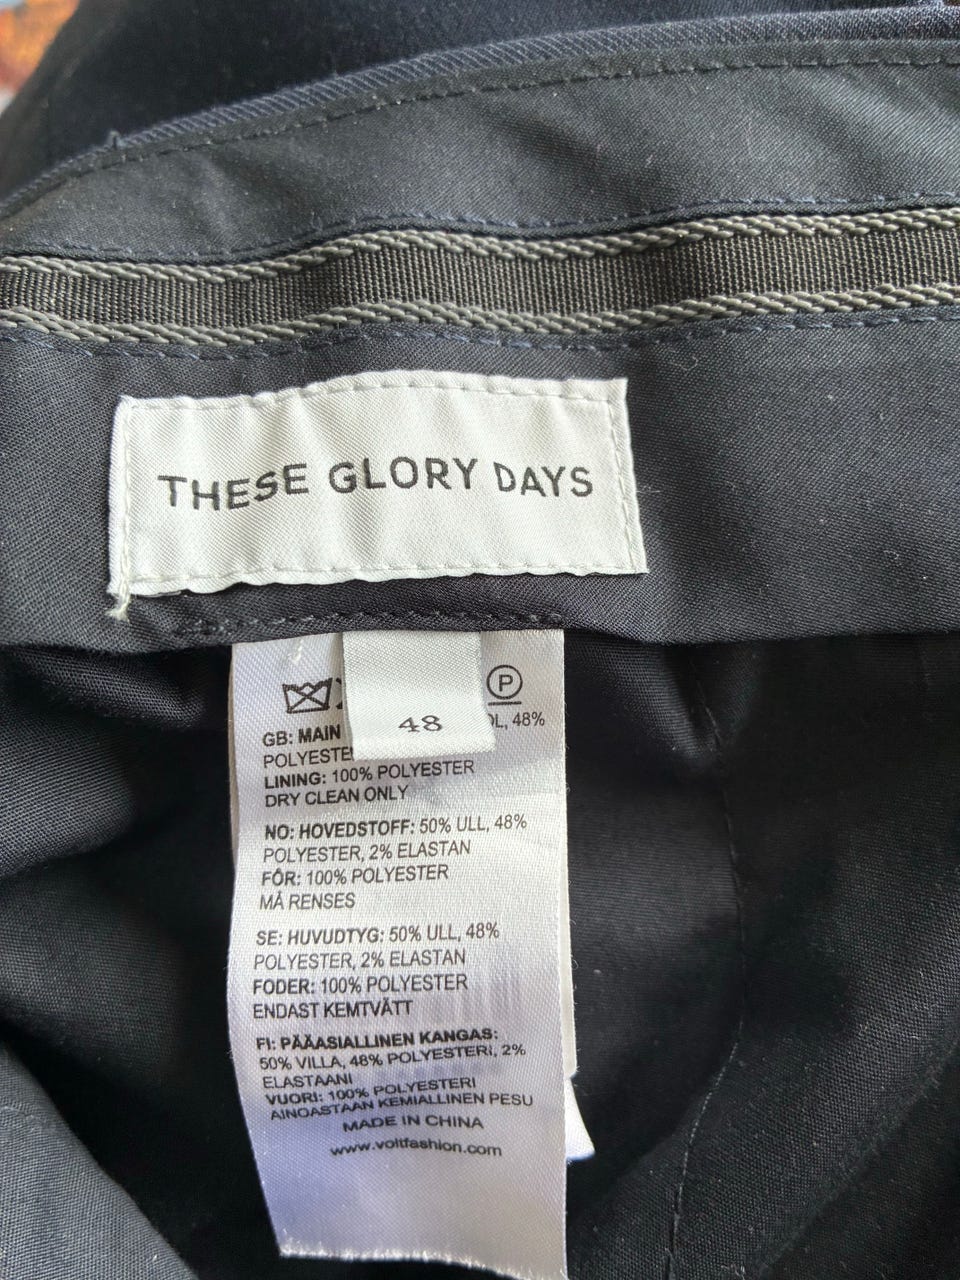 THESE GLORY DAYS
48
P
GB: MAIN 48%
POLYESTE
LINING: 100% POLYESTER
DRY CLEAN ONLY
NO: HOVEDSTOFF: 50% ULL, 48%
POLYESTER, 2% ELASTAN
FÔR: 100% POLYESTER
MÅ RENSES
SE: HUVUDTYG: 50% ULL, 48%
POLYESTER, 2% ELASTAN
FODER: 100% POLYESTER
ENDAST KEMTVÄTT
FI: PÄÄASIALLINEN KANGAS:
50% VILLA, 48% POLYESTERI, 2%
ELASTAANI
VUORI: 100% POLYESTERI
AINOASTAAN KEMIALLINEN PESU
MADE IN CHINA
www.voltfashion.com